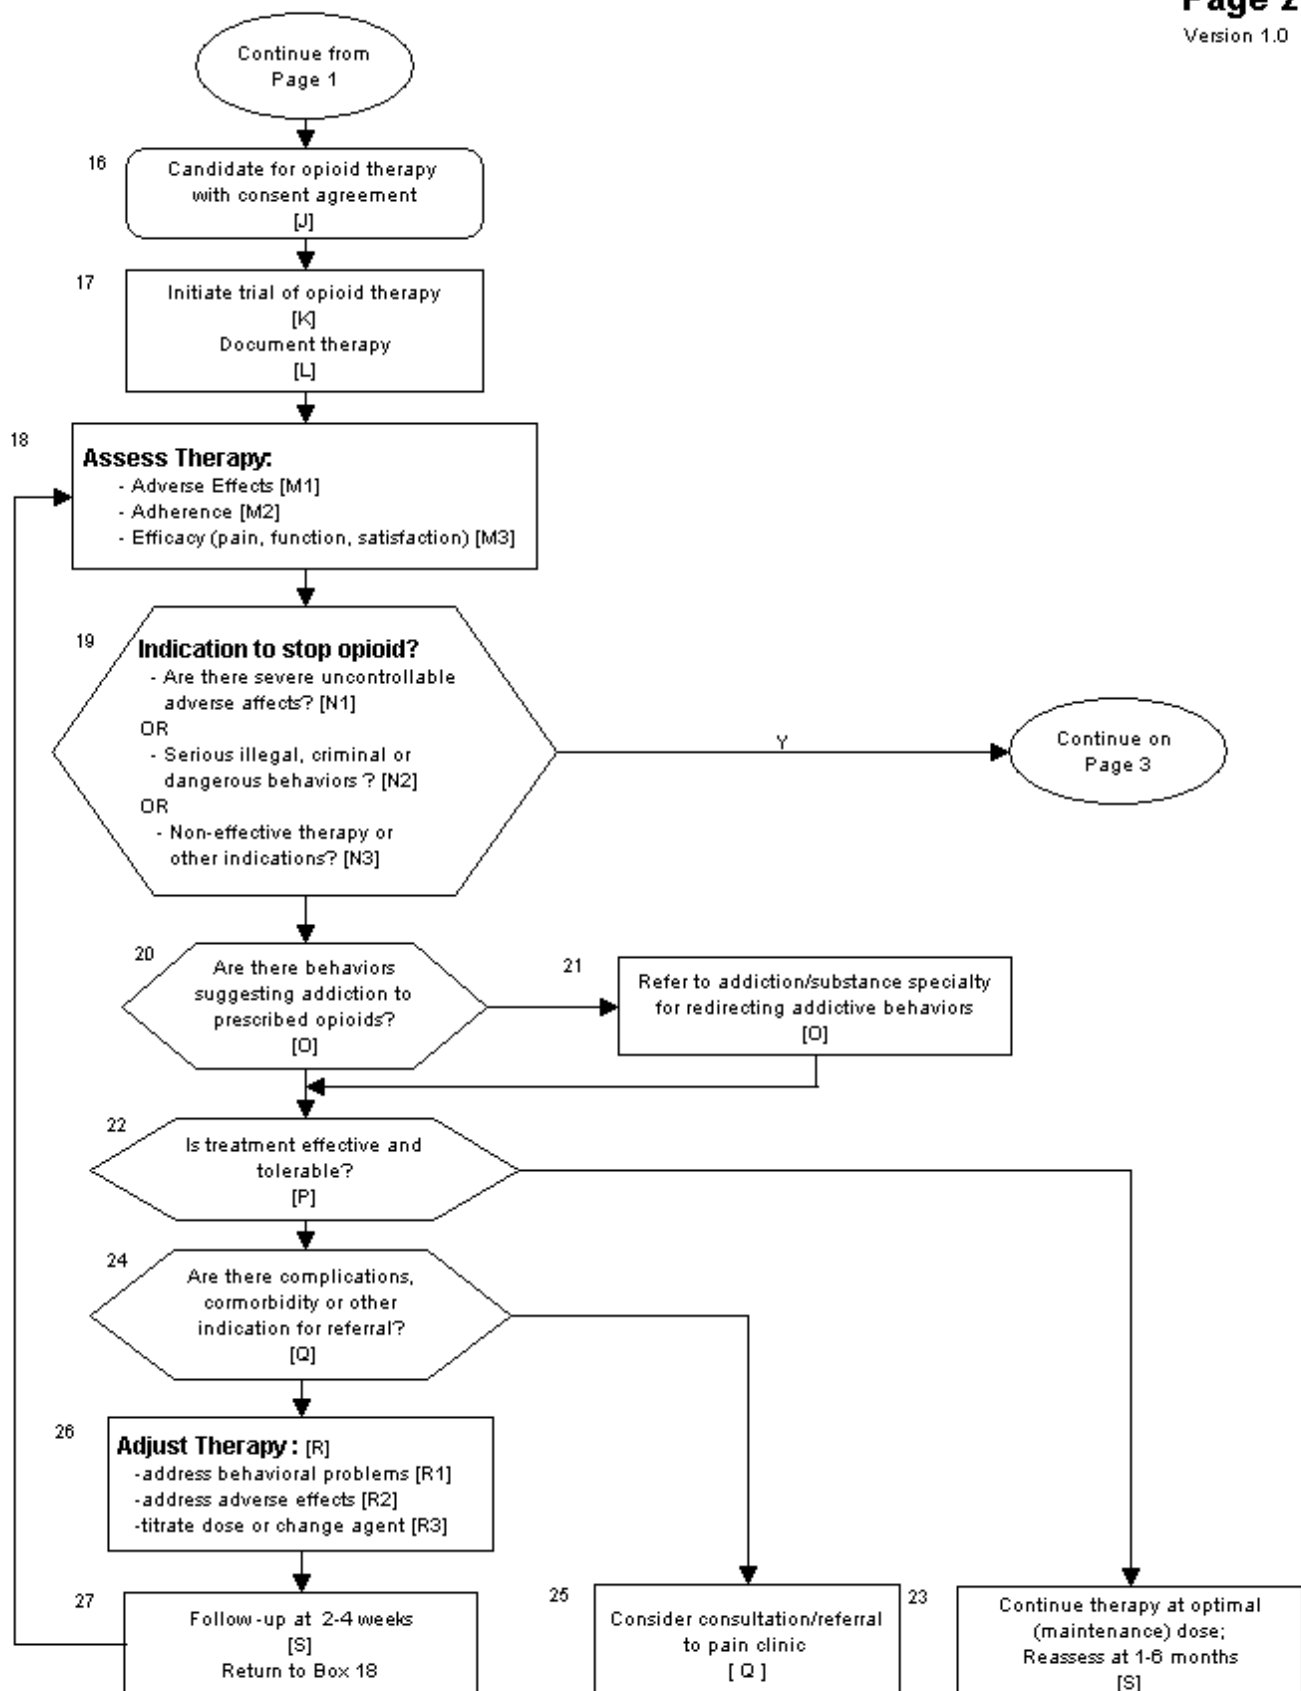 Page 2
Version 1.0
Continue from
Page 1
16
Candidate for opioid therapy
with consent agreement
[J]
17
Initiate trial of opioid therapy
[K]
Document therapy
[L]
18
Assess Therapy:
- Adverse Effects [M1]
- Adherence [M2]
- Efficacy (pain, function, satisfaction) [M3]
19
Indication to stop opioid?
- Are there severe uncontrollable
adverse affects? [N1]
OR
- Serious illegal, criminal or
dangerous behaviors ? [N2]
OR
- Non-effective therapy or
other indications? [N3]
Y
Continue on
Page 3
20
Are there behaviors
suggesting addiction to
prescribed opioids?
[O]
21
Refer to addiction/substance specialty
for redirecting addictive behaviors
[O]
22
Is treatment effective and
tolerable?
[P]
24
Are there complications,
cormorbidity or other
indication for referral?
[Q]
26
Adjust Therapy : [R]
-address behavioral problems [R1]
-address adverse effects [R2]
-titrate dose or change agent [R3]
27
Follow-up at 2-4 weeks
[S]
Return to Box 18
25
Consider consultation/referral
to pain clinic
[ Q ]
23
Continue therapy at optimal
(maintenance) dose;
Reassess at 1-6 months
[S]